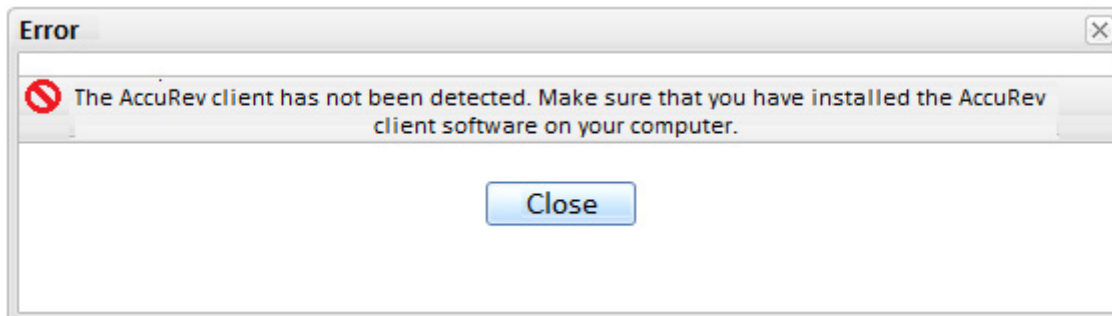 Error
The AccuRev client has not been detected. Make sure that you have installed the AccuRev
client software on your computer.
Close